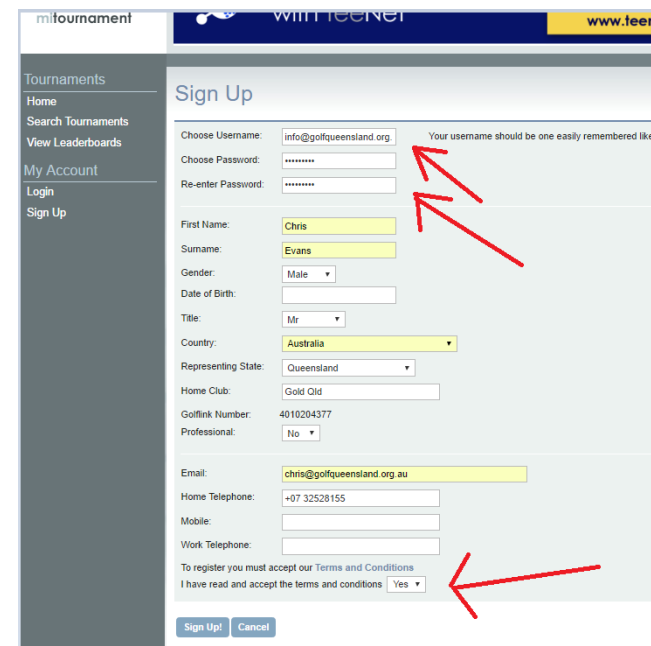 mitournament
with TeeNet
www.teen
Tournaments
Home
Search Tournaments
View Leaderboards
My Account
Login
Sign Up
Sign Up
Choose Username: info@golfqueensland.org. Your username should be one easily remembered like
Choose Password: •••••••••
Re-enter Password: •••••••••
First Name: Chris
Surname: Evans
Gender: Male
Date of Birth:
Title: Mr
Country: Australia
Representing State: Queensland
Home Club: Gold Qld
Golflink Number: 4010204377
Professional: No
Email: chris@golfqueensland.org.au
Home Telephone: +07 32528155
Mobile:
Work Telephone:
To register you must accept our Terms and Conditions
I have read and accept the terms and conditions Yes
Sign Up! Cancel